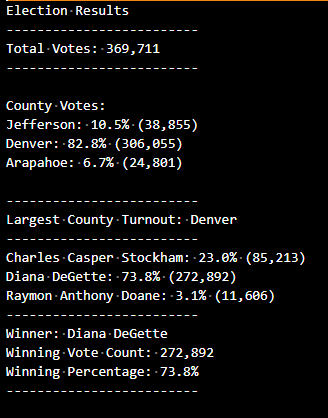 Election Results
-------------------------
Total Votes: 369,711
-------------------------
County Votes:
Jefferson: 10.5% (38,855)
Denver: 82.8% (306,055)
Arapahoe: 6.7% (24,801)
-------------------------
Largest County Turnout: Denver
-------------------------
Charles Casper Stockham: 23.0% (85,213)
Diana DeGette: 73.8% (272,892)
Raymon Anthony Doane: 3.1% (11,606)
-------------------------
Winner: Diana DeGette
Winning Vote Count: 272,892
Winning Percentage: 73.8%
-------------------------